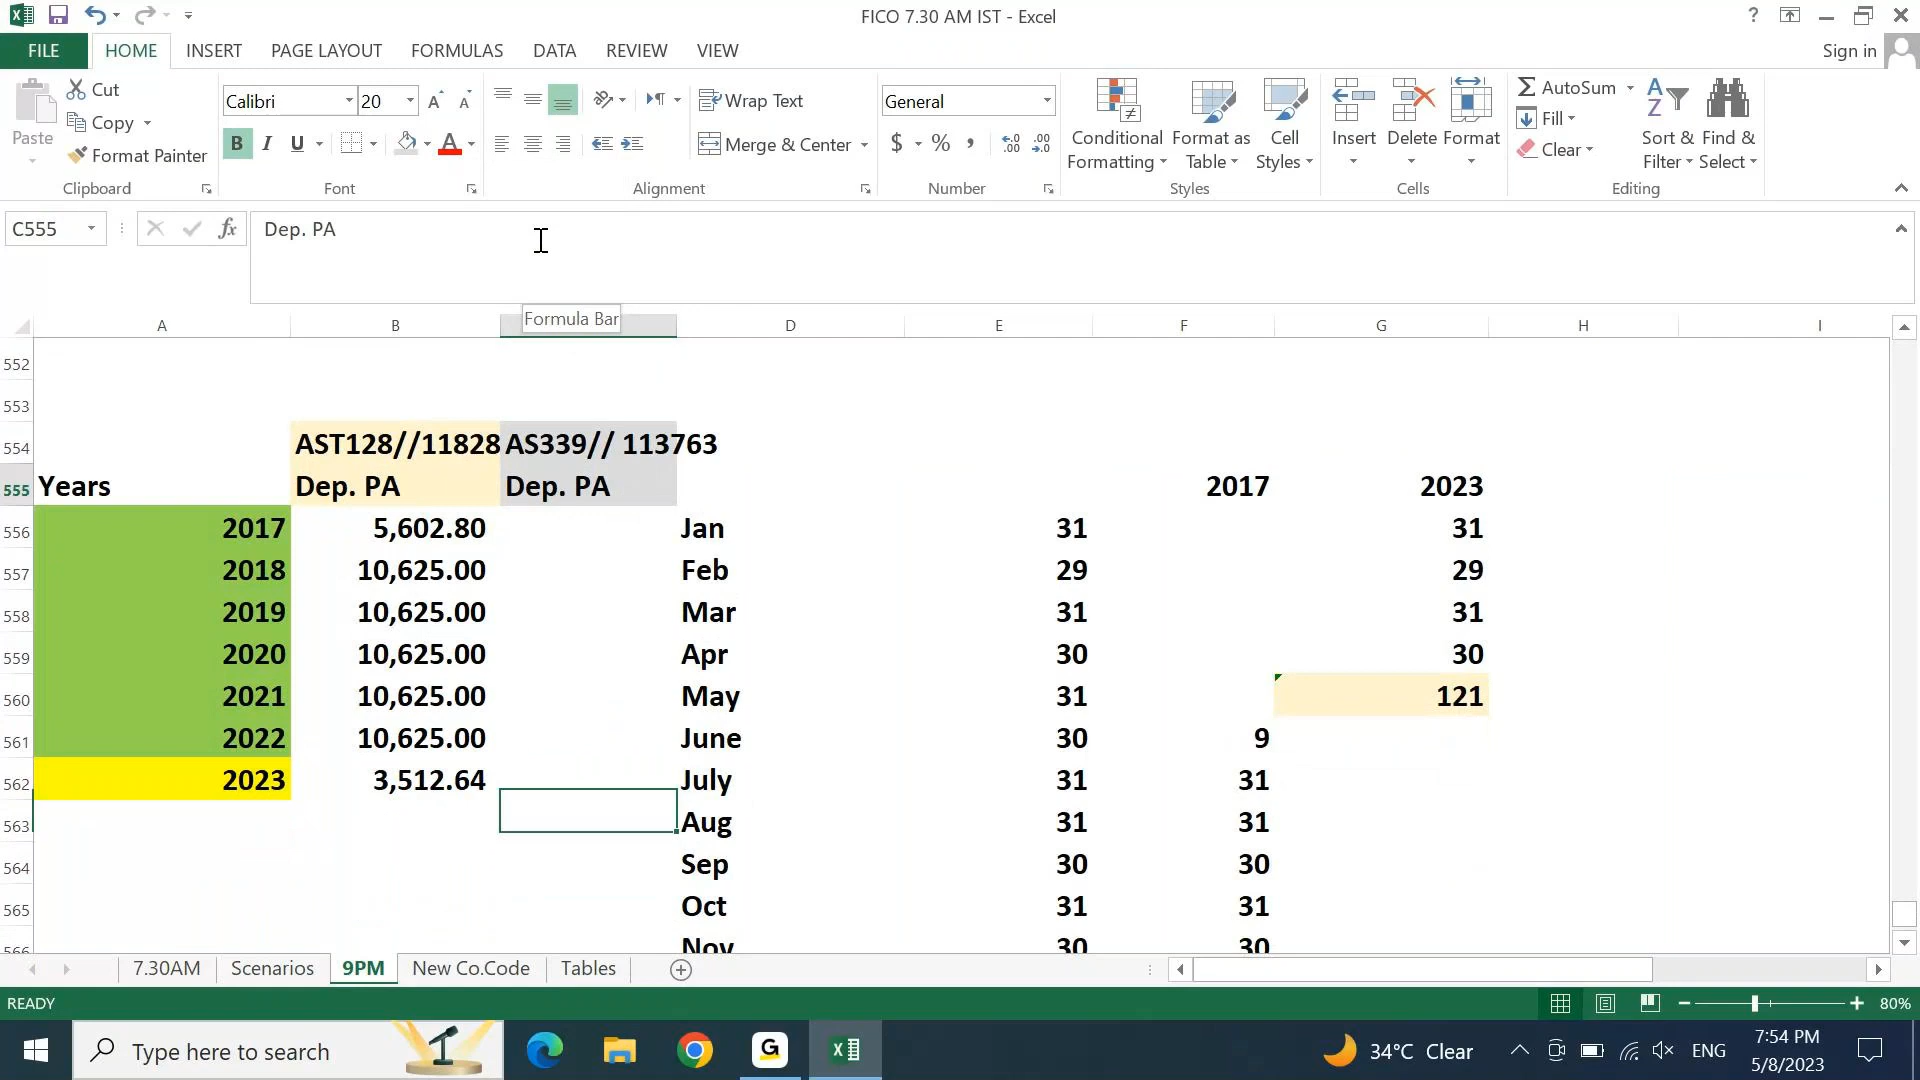 FICO 7.30 AM IST - Excel
?
FILE HOME INSERT PAGE LAYOUT FORMULAS DATA REVIEW VIEW Sign in
Paste
Cut
Copy
Format Painter
Clipboard
Calibri 20
B I U
Font
Wrap Text
Merge & Center
Alignment
General
$ % ,
Number
Conditional Formatting
Format as Table
Cell Styles
Styles
Insert Delete Format
Cells
AutoSum
Fill
Clear
Sort & Filter
Find & Select
Editing
C555 fx Dep. PA
Formula Bar
A B D E F G H I
552
553
554 AST128//11828 AS339// 113763
555 Years Dep. PA Dep. PA 2017 2023
556 2017 5,602.80 Jan 31 31
557 2018 10,625.00 Feb 29 29
558 2019 10,625.00 Mar 31 31
559 2020 10,625.00 Apr 30 30
560 2021 10,625.00 May 31 121
561 2022 10,625.00 June 30 9
562 2023 3,512.64 July 31 31
563 Aug 31 31
564 Sep 30 30
565 Oct 31 31
566 Nov 30 30
7.30AM Scenarios 9PM New Co.Code Tables
READY 80%
Type here to search
34°C Clear
ENG
7:54 PM
5/8/2023